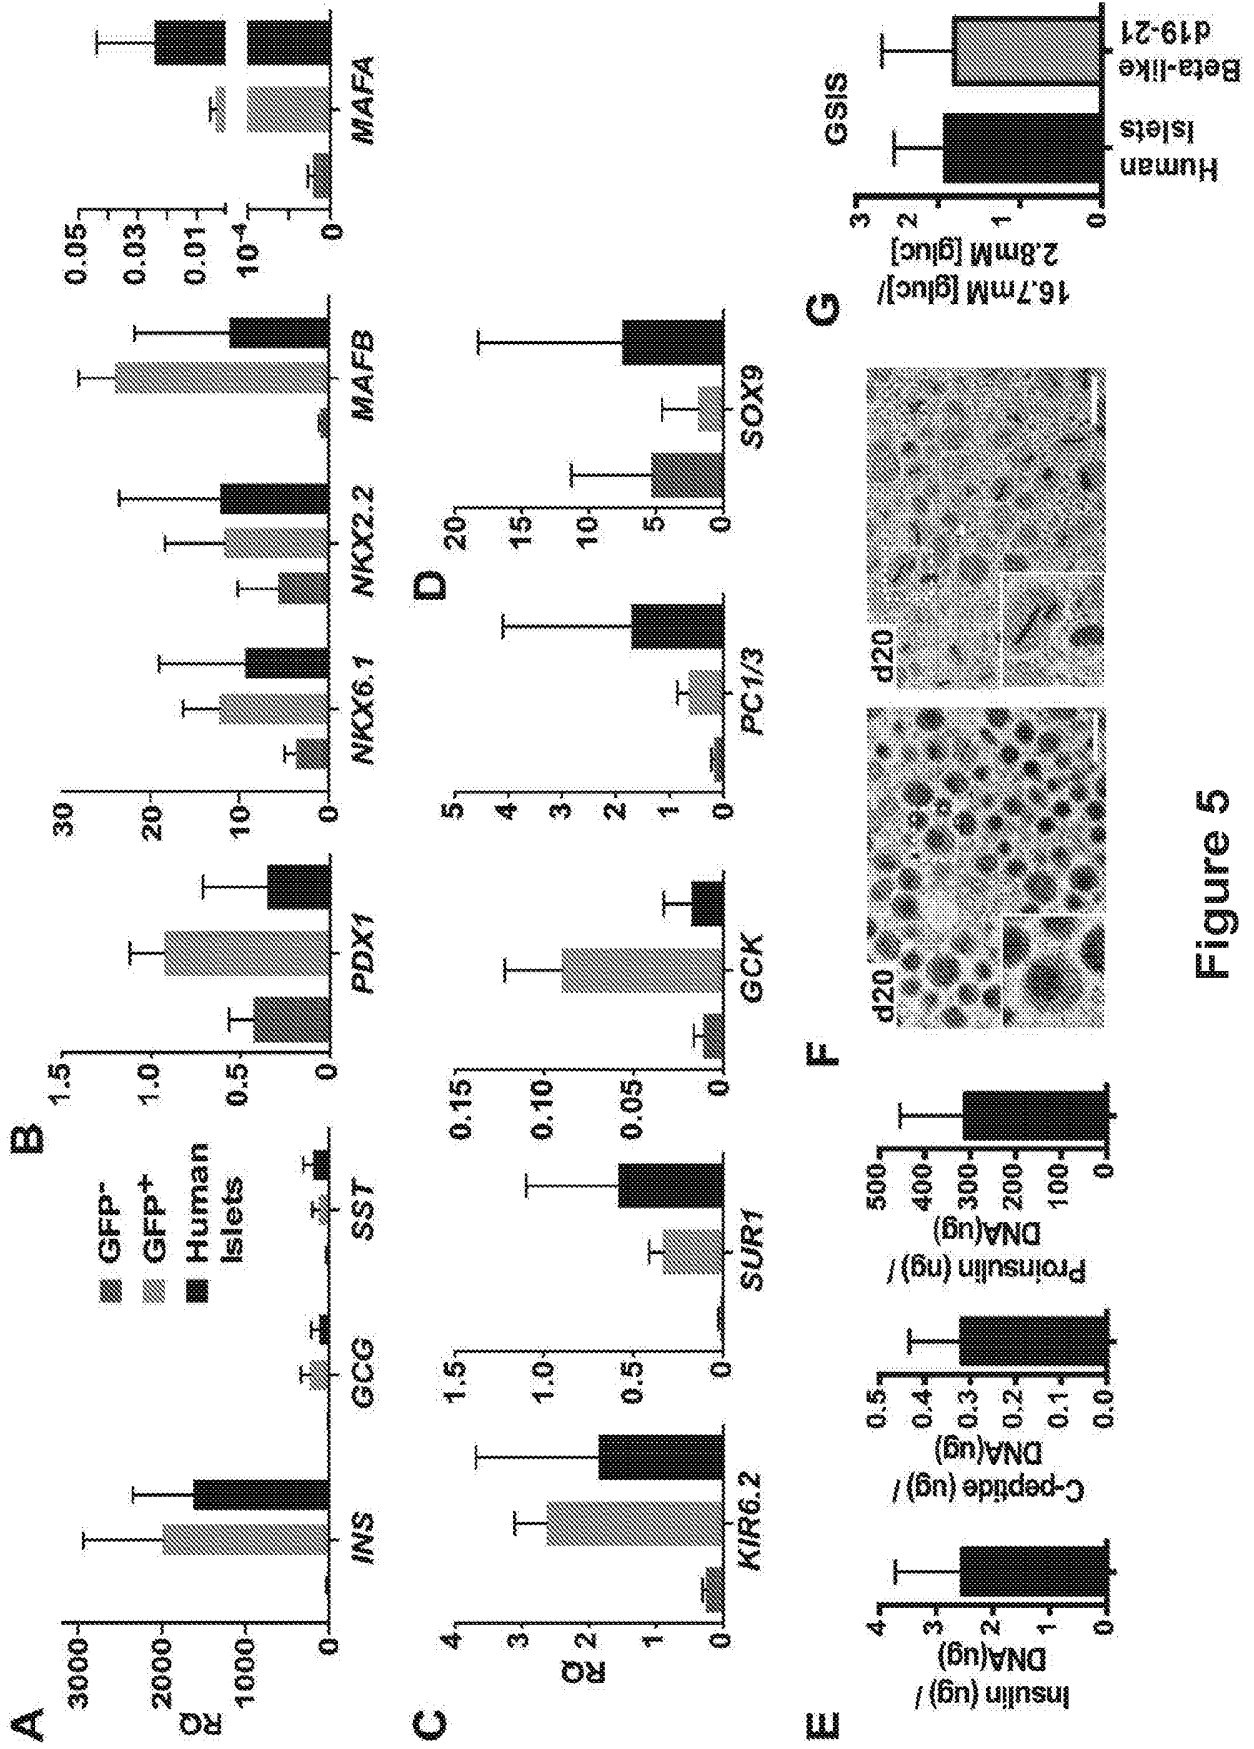 A
RQ
3000
2000
1000
0
INS
GCG
SST
GFP-
GFP+
Human
Islets
B
1.5
1.0
0.5
0
PDX1
30
20
10
0
NKX6.1
NKX2.2
MAFB
0.05
0.03
0.01
10-4
0
MAFA
C
RQ
4
3
2
1
0
KIR6.2
1.5
1.0
0.5
0
SUR1
0.15
0.10
0.05
0
GCK
5
4
3
2
1
0
PC1/3
D
20
15
10
5
0
SOX9
E
Insulin (ug) /
DNA(ug)
4
3
2
1
0
C-peptide (ug) /
DNA(ug)
0.5
0.4
0.3
0.2
0.1
0.0
Proinsulin (ng) /
DNA(ug)
500
400
300
200
100
0
F
d20
d20
G
GSIS
16.7mM [gluc]/
2.8mM [gluc]
3
2
1
0
Human
Islets
Beta-like
d19-21
Figure 5